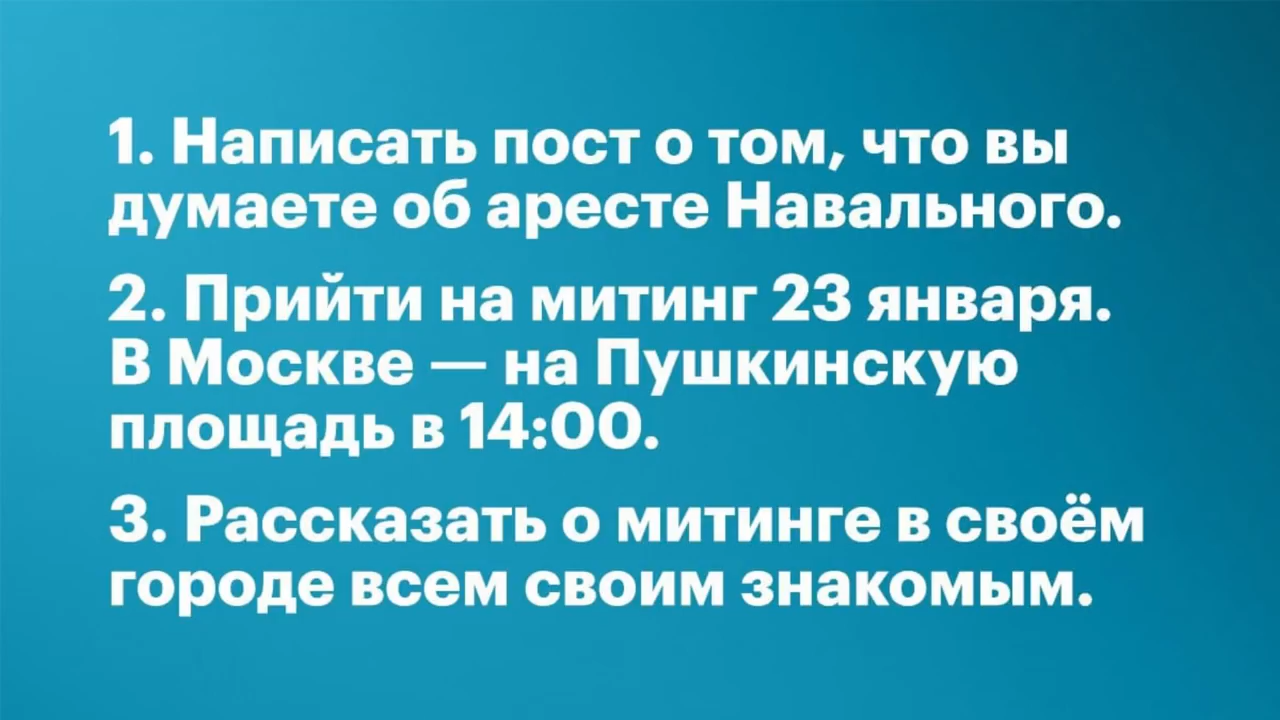 1. Написать пост о том, что вы
думаете об аресте Навального.
2. Прийти на митинг 23 января.
В Москве — на Пушкинскую
площадь в 14:00.
3. Рассказать о митинге в своём
городе всем своим знакомым.